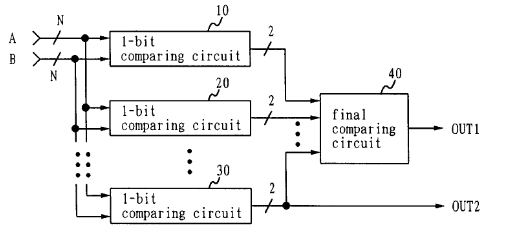 10
N
A
B
N
1-bit
comparing circuit
2
20
1-bit
comparing circuit
2
40
final
comparing
circuit
OUT1
30
1-bit
comparing circuit
2
OUT2